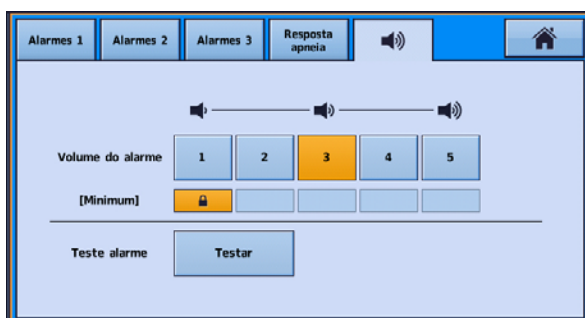 Alarmes 1
Alarmes 2
Alarmes 3
Resposta
apneia
Volume do alarme
1
2
3
4
5
[Minimum]
Teste alarme
Testar